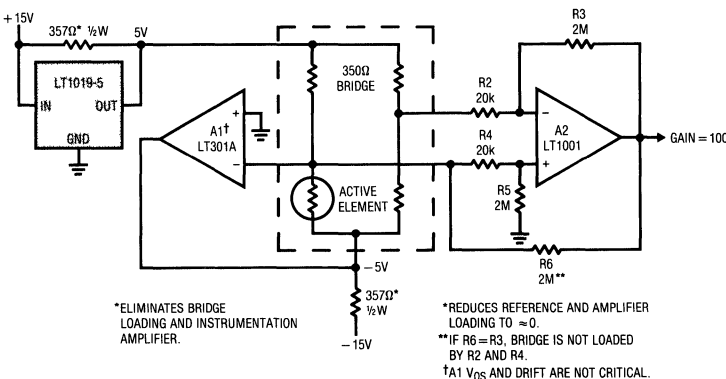 +15V
357Ω* ½W
5V
LT1019-5
IN OUT
GND
A1†
LT301A
+
−
350Ω
BRIDGE
ACTIVE
ELEMENT
−5V
357Ω*
½W
−15V
R3
2M
R2
20k
R4
20k
R5
2M
−
+
A2
LT1001
GAIN = 100
R6
2M**
*ELIMINATES BRIDGE
LOADING AND INSTRUMENTATION
AMPLIFIER.
*REDUCES REFERENCE AND AMPLIFIER
LOADING TO ≈0.
**IF R6 = R3, BRIDGE IS NOT LOADED
BY R2 AND R4.
†A1 VOS AND DRIFT ARE NOT CRITICAL.